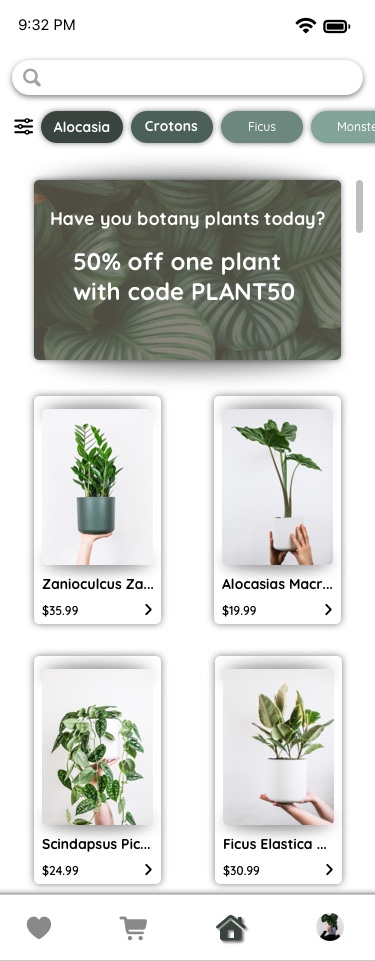 9:32 PM
Alocasia
Crotons
Ficus
Monste
Have you botany plants today?
50% off one plant
with code PLANT50
Zanioculcus Za...
$35.99
Alocasias Macr...
$19.99
Scindapsus Pic...
$24.99
Ficus Elastica ...
$30.99